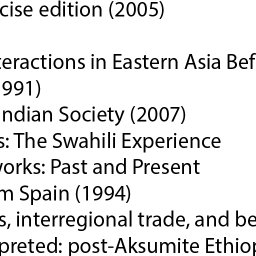 cise edition (2005)
teractions in Eastern Asia Bef
991)
ndian Society (2007)
s: The Swahili Experience
works: Past and Present
m Spain (1994)
s, interregional trade, and be
preted: post-Aksumite Ethiop